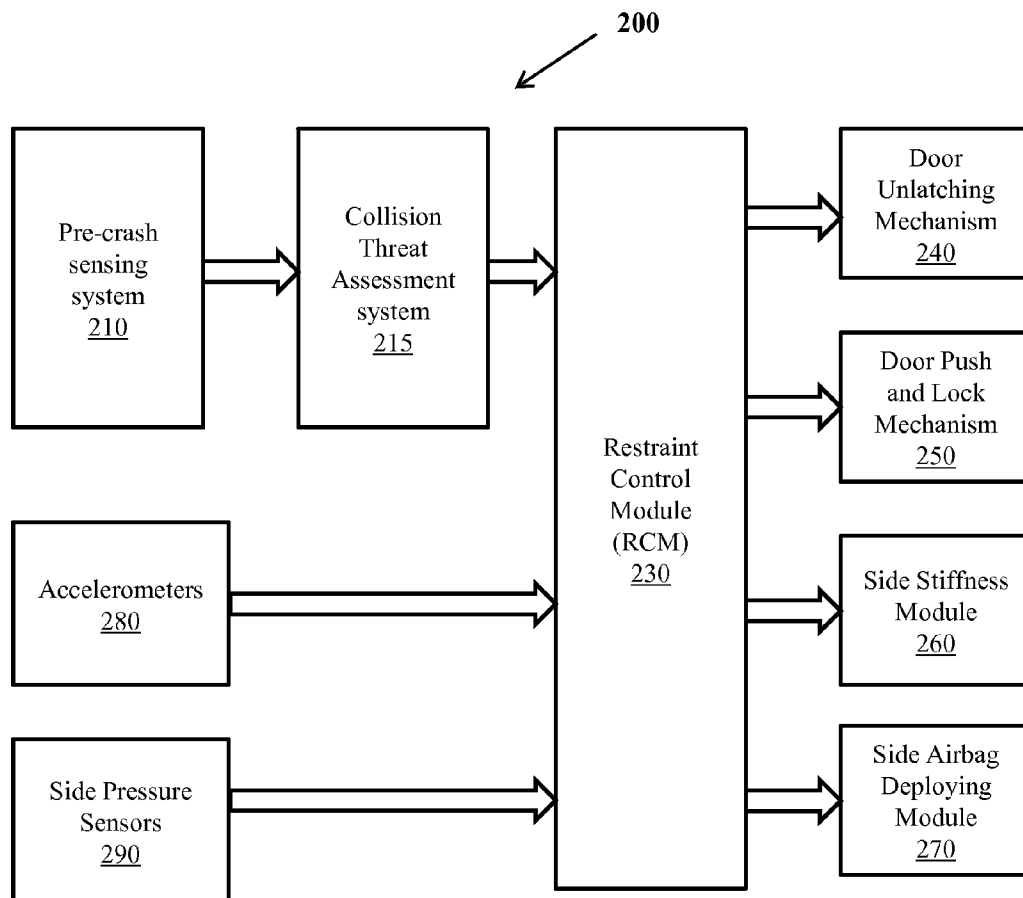 200
Pre-crash
sensing
system
210
Collision
Threat
Assessment
system
215
Restraint
Control
Module
(RCM)
230
Door
Unlatching
Mechanism
240
Door Push
and Lock
Mechanism
250
Accelerometers
280
Side Stiffness
Module
260
Side Pressure
Sensors
290
Side Airbag
Deploying
Module
270